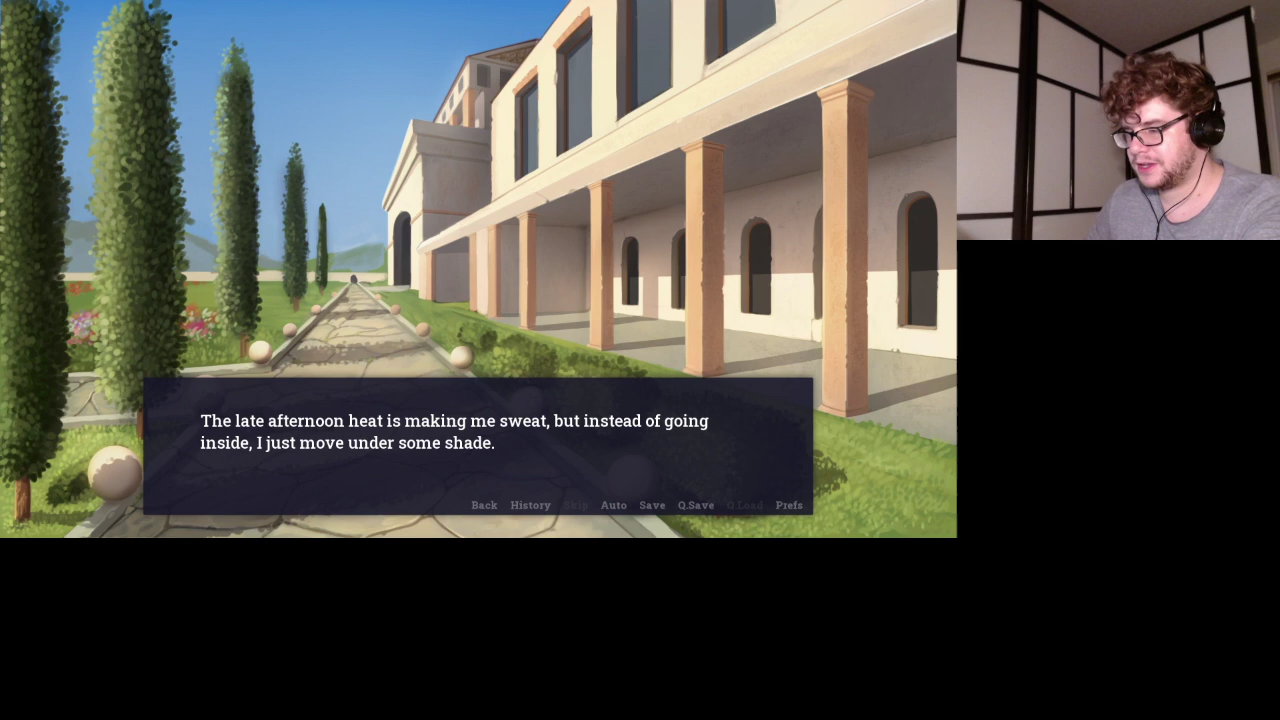 The late afternoon heat is making me sweat, but instead of going
inside, I just move under some shade.
Back History Skip Auto Save Q.Save Q.Load Prefs